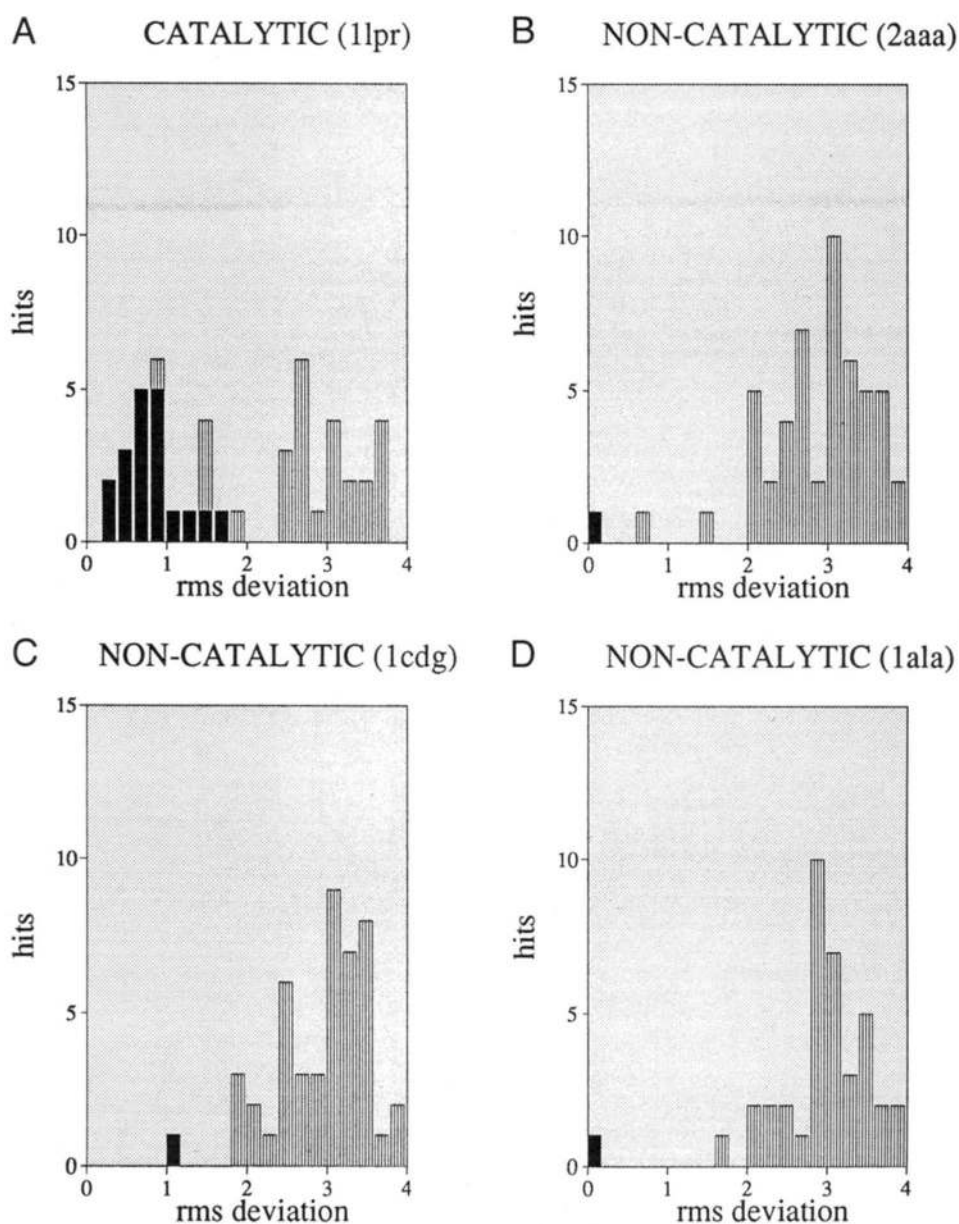 A CATALYTIC (1lpr)
15
10
hits
5
0
0 1 2 3 4
rms deviation
B NON-CATALYTIC (2aaa)
15
10
hits
5
0
0 1 2 3 4
rms deviation
C NON-CATALYTIC (1cdg)
15
10
hits
5
0
0 1 2 3 4
rms deviation
D NON-CATALYTIC (1ala)
15
10
hits
5
0
0 1 2 3 4
rms deviation